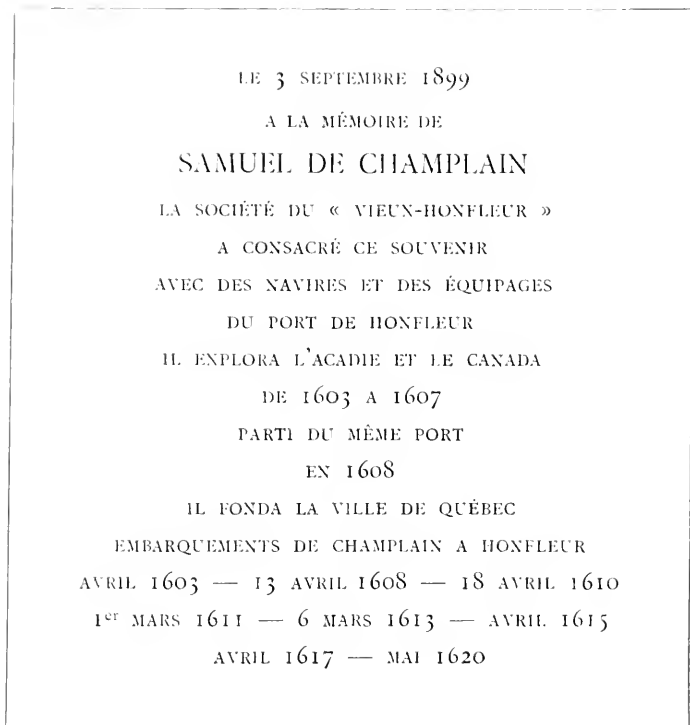 LE 3 SEPTEMBRE 1899
A LA MÉMOIRE DE
SAMUEL DE CHAMPLAIN
LA SOCIÉTÉ DU « VIEUX-HONFLEUR »
A CONSACRÉ CE SOUVENIR
AVEC DES NAVIRES ET DES ÉQUIPAGES
DU PORT DE HONFLEUR
IL EXPLORA L'ACADIE ET LE CANADA
DE 1603 A 1607
PARTI DU MÊME PORT
EN 1608
IL FONDA LA VILLE DE QUÉBEC
EMBARQUEMENTS DE CHAMPLAIN A HONFLEUR
AVRIL 1603 — 13 AVRIL 1608 — 18 AVRIL 1610
1er MARS 1611 — 6 MARS 1613 — AVRIL 1615
AVRIL 1617 — MAI 1620